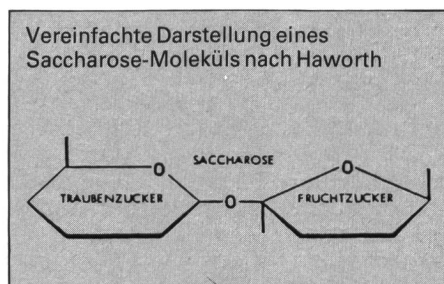 Vereinfachte Darstellung eines
Saccharose-Moleküls nach Haworth
SACCHAROSE
O
O
TRAUBENZUCKER
O
FRUCHTZUCKER